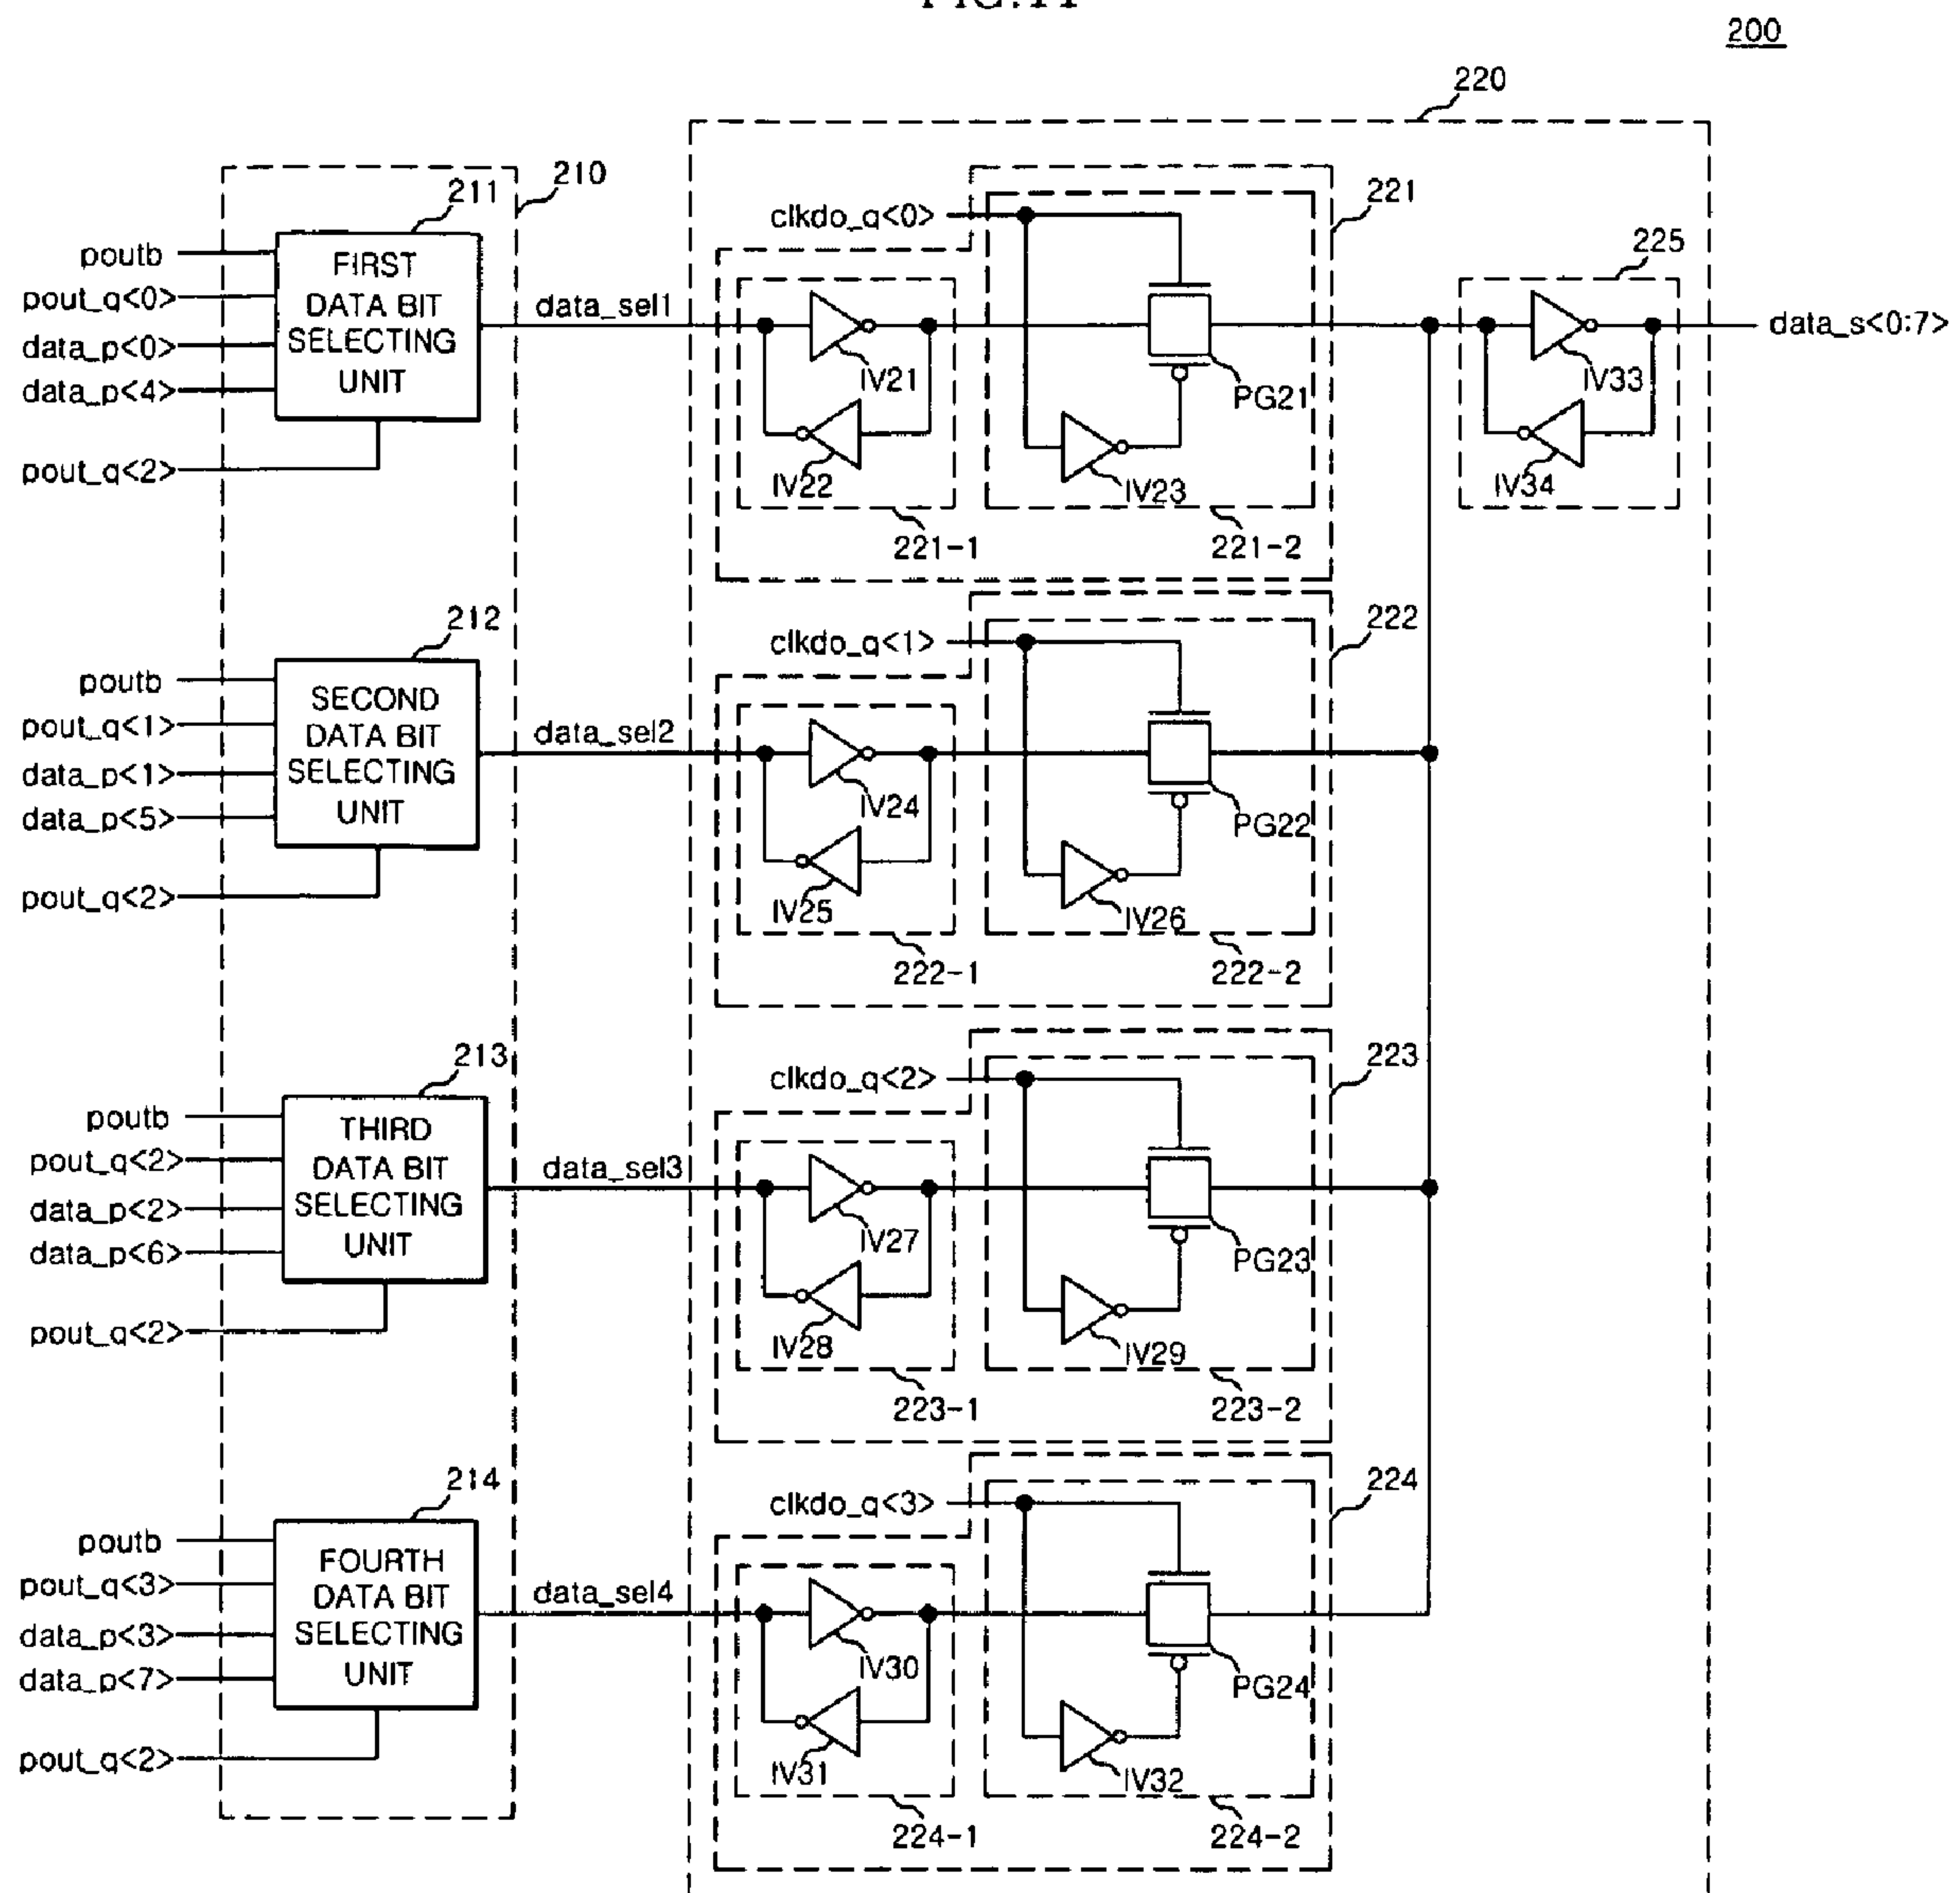 FIG.11
200
220
210
211
poutb
pout_q<0>
data_p<0>
data_p<4>
pout_q<2>
FIRST
DATA BIT
SELECTING
UNIT
data_sel1
clkdo_q<0>
221
IV21
IV22
221-1
PG21
IV23
221-2
225
IV33
IV34
data_s<0:7>
212
poutb
pout_q<1>
data_p<1>
data_p<5>
pout_q<2>
SECOND
DATA BIT
SELECTING
UNIT
data_sel2
clkdo_q<1>
222
IV24
IV25
222-1
PG22
IV26
222-2
213
poutb
pout_q<2>
data_p<2>
data_p<6>
pout_q<2>
THIRD
DATA BIT
SELECTING
UNIT
data_sel3
clkdo_q<2>
223
IV27
IV28
223-1
PG23
IV29
223-2
214
poutb
pout_q<3>
data_p<3>
data_p<7>
pout_q<2>
FOURTH
DATA BIT
SELECTING
UNIT
data_sel4
clkdo_q<3>
224
IV30
IV31
224-1
PG24
IV32
224-2